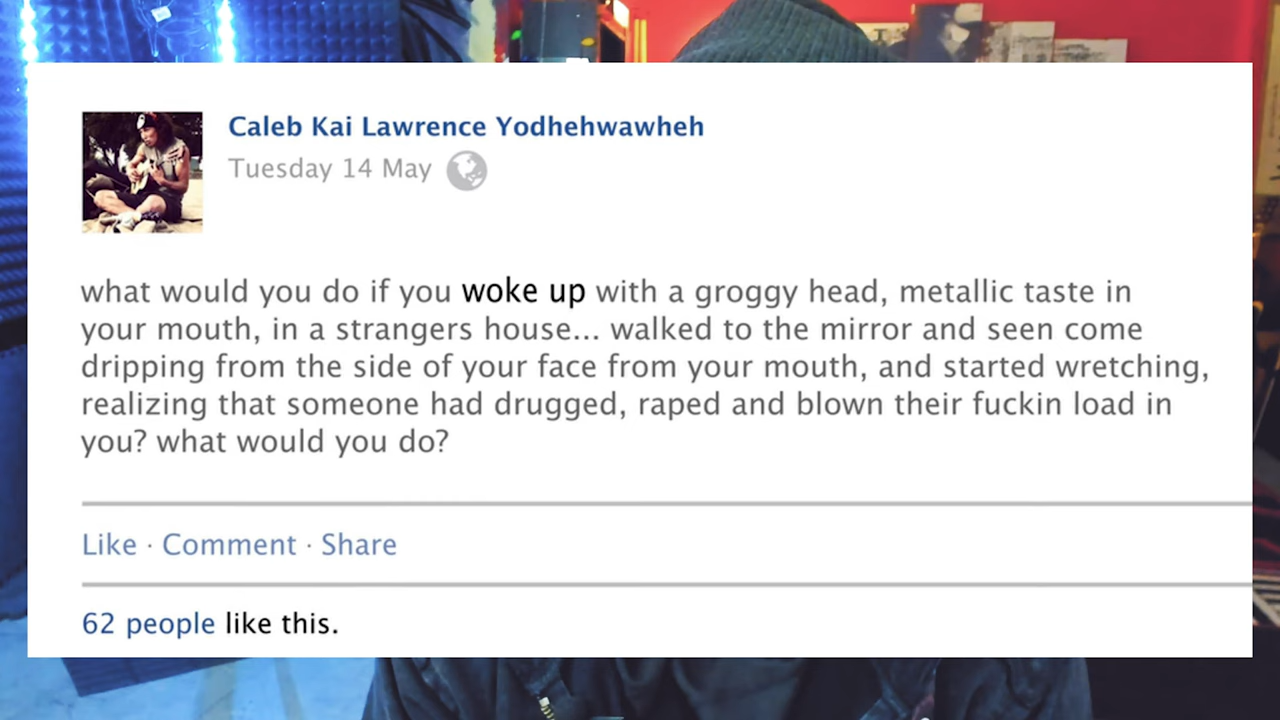 Caleb Kai Lawrence Yodhehwawheh
Tuesday 14 May
what would you do if you woke up with a groggy head, metallic taste in
your mouth, in a strangers house... walked to the mirror and seen come
dripping from the side of your face from your mouth, and started wretching,
realizing that someone had drugged, raped and blown their fuckin load in
you? what would you do?
Like · Comment · Share
62 people like this.